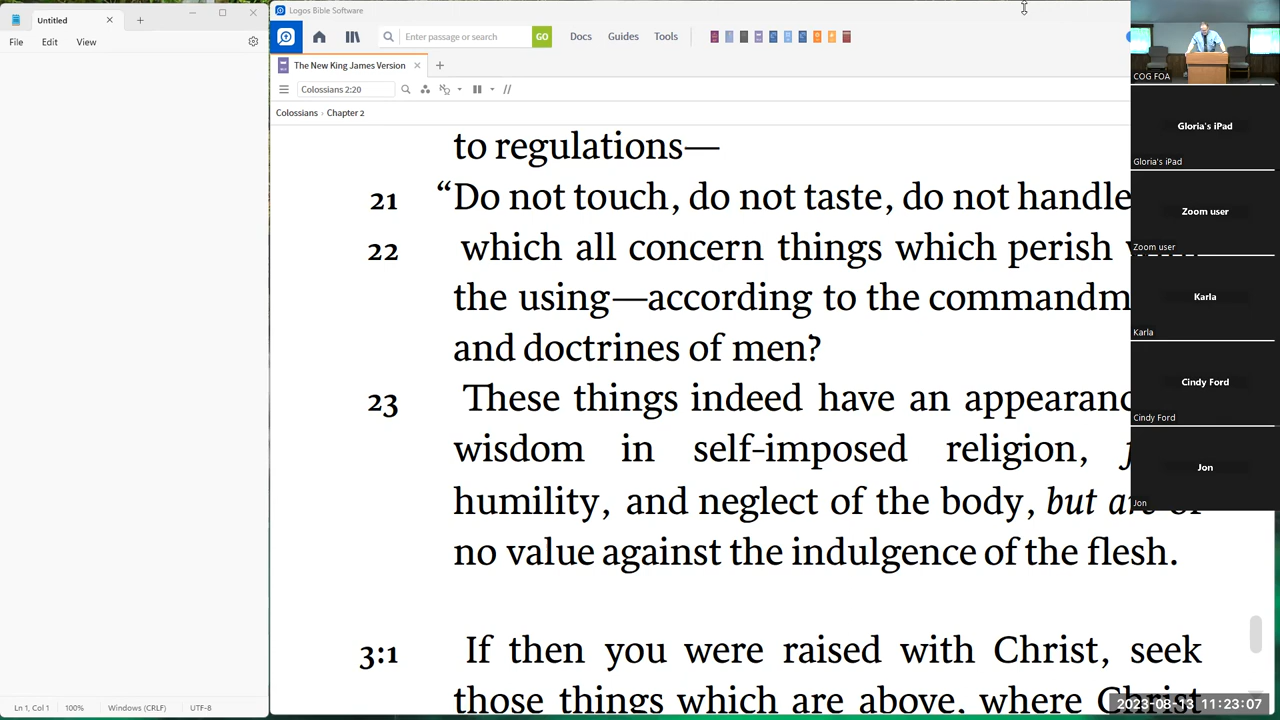 Untitled
File Edit View
Ln 1, Col 1 100% Windows (CRLF) UTF-8
Logos Bible Software
Enter passage or search GO Docs Guides Tools
The New King James Version
Colossians 2:20
Colossians › Chapter 2
to regulations—
21 “Do not touch, do not taste, do not handle
22 which all concern things which perish
the using—according to the commandm
and doctrines of men?
23 These things indeed have an appearanc
wisdom in self-imposed religion,
humility, and neglect of the body, but are of
no value against the indulgence of the flesh.
3:1 If then you were raised with Christ, seek
those things which are above, where Christ
COG FOA
Gloria's iPad
Gloria's iPad
Zoom user
Zoom user
Karla
Karla
Cindy Ford
Cindy Ford
Jon
Jon
2023-08-13 11:23:07